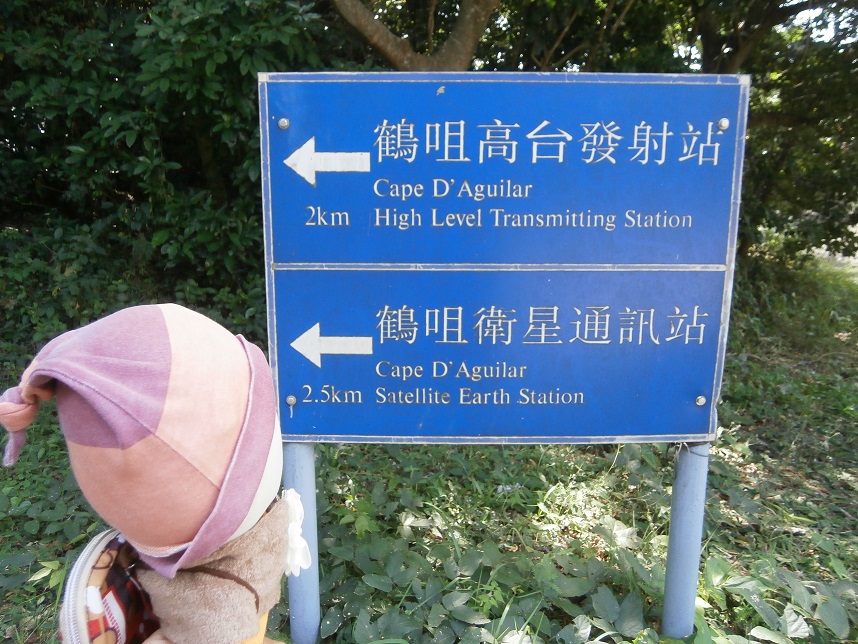 鶴咀高台發射站
Cape D'Aguilar
2km High Level Transmitting Station
鶴咀衛星通訊站
Cape D'Aguilar
2.5km Satellite Earth Station